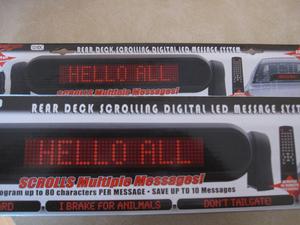 REAR DECK SCROLLING DIGITAL LED MESSAGE SYSTEM
HELLO ALL
SCROLLS Multiple Messages!
REAR DECK SCROLLING DIGITAL LED MESSAGE SYSTEM
HELLO ALL
SCROLLS Multiple Messages!
ogram up to 80 characters PER MESSAGE • SAVE UP TO 10 Messages
ARD
I BRAKE FOR ANIMALS
DON'T TAILGATE!